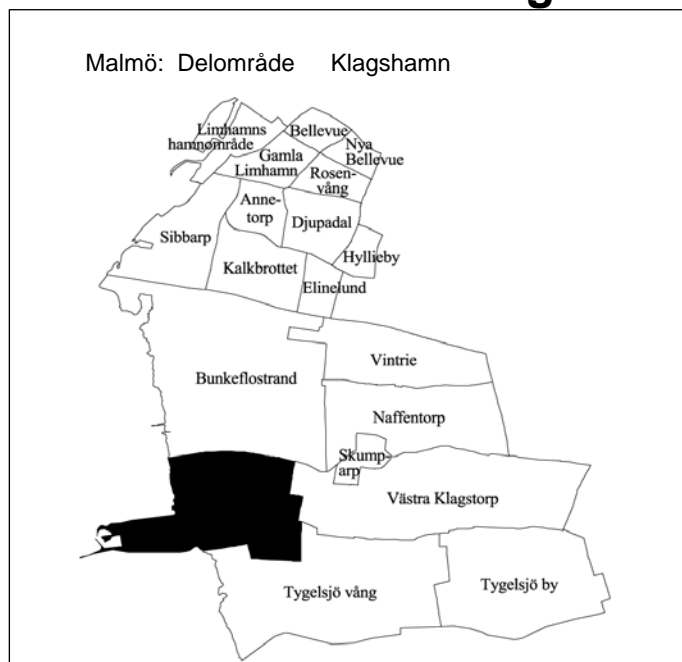 Malmö: Delområde Klagshamn
Limhamns
hamnområde
Bellevue
Nya
Bellevue
Gamla
Limhamn
Rosen-
vång
Anne-
torp
Djupadal
Sibbarp
Hyllieby
Kalkbrottet
Elinelund
Vintrie
Bunkeflostrand
Naffentorp
Skump-
arp
Västra Klagstorp
Tygelsjö vång
Tygelsjö by